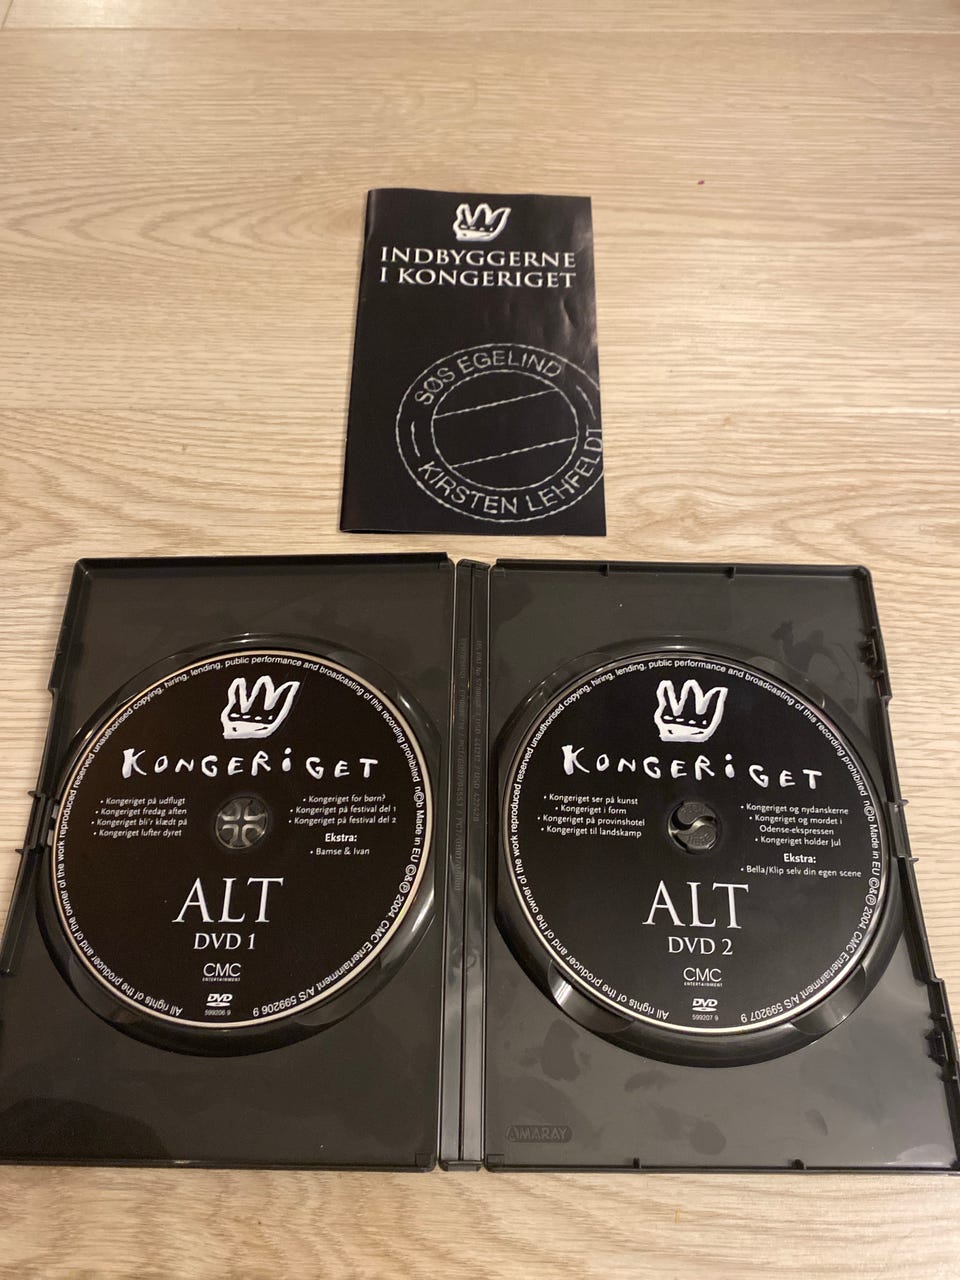 INDBYGGERNE
I KONGERIGET
SØS EGELIND
KIRSTEN LEHFELDT
All rights of the producer and of the owner of the work reproduced reserved unauthorised copying, hiring, lending, public performance and broadcasting of this recording prohibited
n©b Made in EU ©&℗ 2004. CMC Entertainment A/S 599206 9
KONGERiGET
• Kongeriget på udflugt
• Kongeriget fredag aften
• Kongeriget bli'r klædt på
• Kongeriget lufter dyret
• Kongeriget for børn?
• Kongeriget på festival del 1
• Kongeriget på festival del 2
Ekstra:
• Bamse & Ivan
ALT
DVD 1
CMC
ENTERTAINMENT
DVD
599206 9
All rights of the producer and of the owner of the work reproduced reserved unauthorised copying, hiring, lending, public performance and broadcasting of this recording prohibited
n©b Made in EU ©&℗ 2004. CMC Entertainment A/S 599207 9
KONGERiGET
• Kongeriget ser på kunst
• Kongeriget i form
• Kongeriget på provinshotel
• Kongeriget til landskamp
• Kongeriget og nydanskerne
• Kongeriget og mordet i
Odense-ekspressen
• Kongeriget holder jul
Ekstra:
• Bella/Klip selv din egen scene
ALT
DVD 2
CMC
ENTERTAINMENT
DVD
599207 9
AMARAY